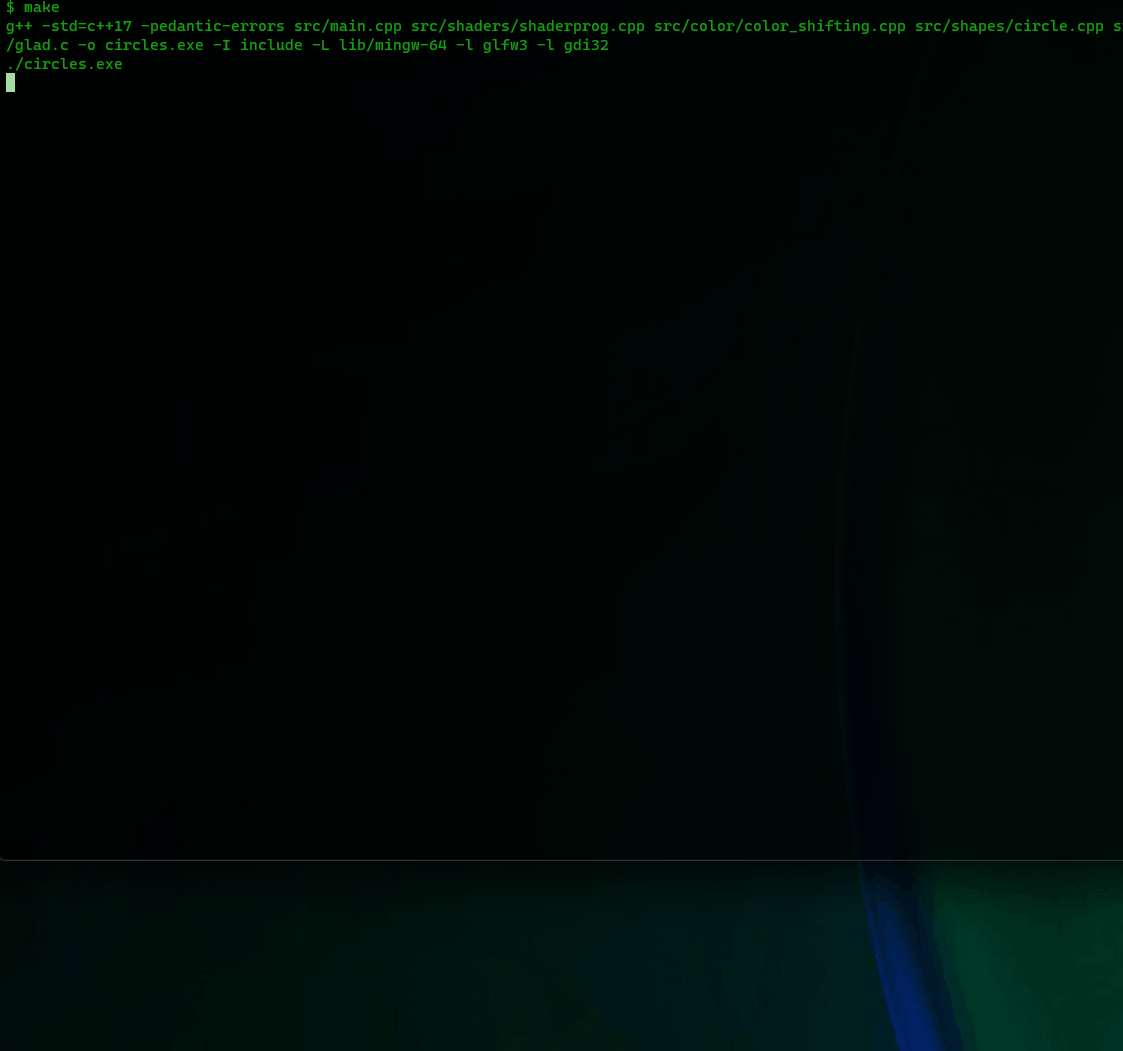 $ make
g++ -std=c++17 -pedantic-errors src/main.cpp src/shaders/shaderprog.cpp src/color/color_shifting.cpp src/shapes/circle.cpp s
/glad.c -o circles.exe -I include -L lib/mingw-64 -l glfw3 -l gdi32
./circles.exe